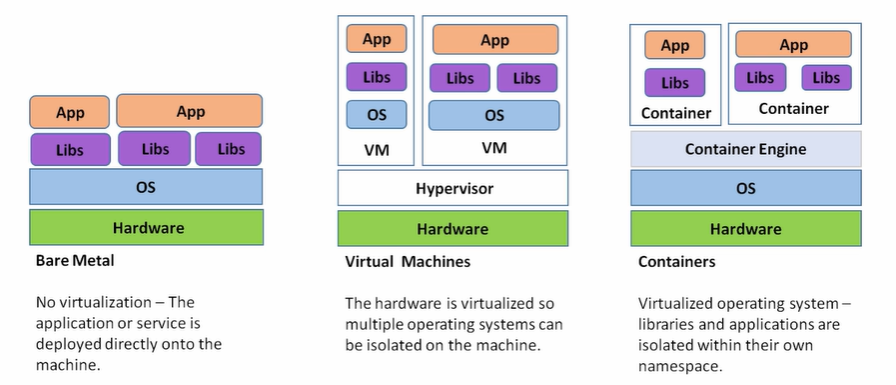 App App
Libs Libs Libs
OS
Hardware
Bare Metal
No virtualization – The
application or service is
deployed directly onto the
machine.
App App
Libs Libs Libs
OS OS
VM VM
Hypervisor
Hardware
Virtual Machines
The hardware is virtualized so
multiple operating systems can
be isolated on the machine.
App App
Libs Libs Libs
Container Container
Container Engine
OS
Hardware
Containers
Virtualized operating system –
libraries and applications are
isolated within their own
namespace.